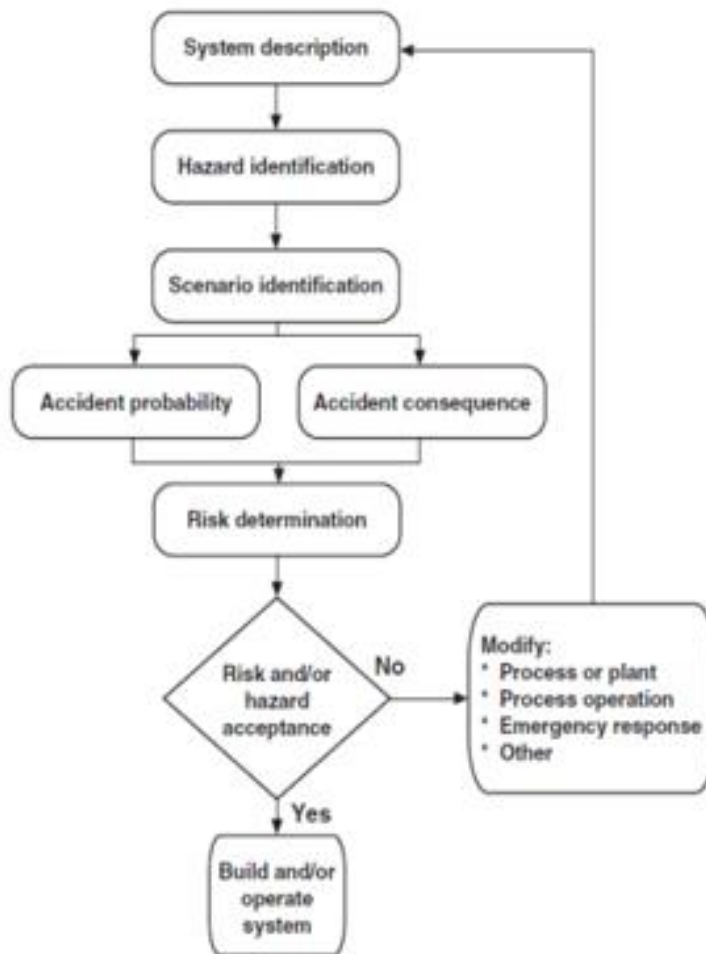 System description
Hazard identification
Scenario identification
Accident probability
Accident consequence
Risk determination
Risk and/or
hazard
acceptance
No
Modify:
* Process or plant
* Process operation
* Emergency response
* Other
Yes
Build and/or
operate
system